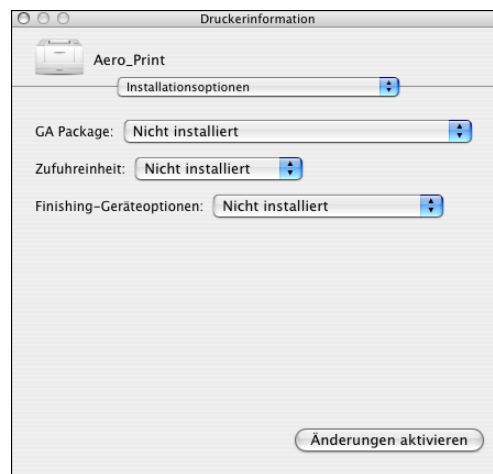 Druckerinformation
Aero_Print
Installationsoptionen
GA Package: Nicht installiert
Zufuhreinheit: Nicht installiert
Finishing-Geräteoptionen: Nicht installiert
Änderungen aktivieren